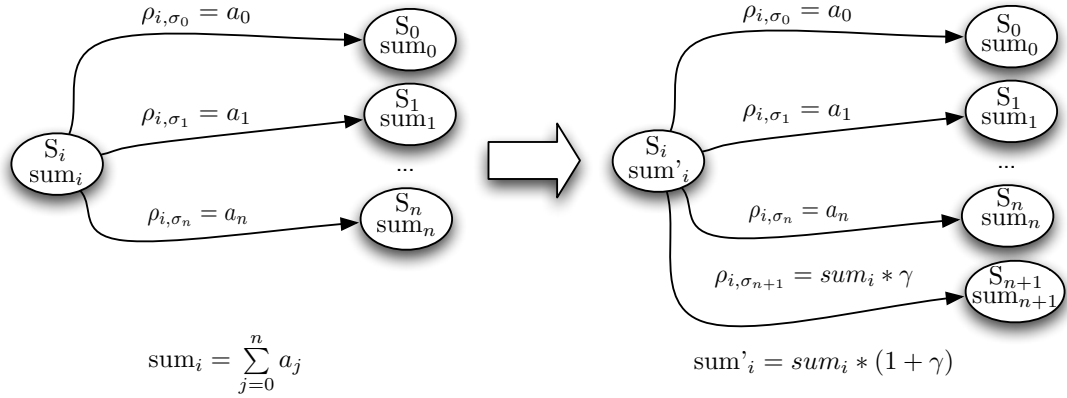 ρ_{i,σ_0} = a_0
S_0
sum_0
ρ_{i,σ_1} = a_1
S_1
sum_1
S_i
sum_i
...
ρ_{i,σ_n} = a_n
S_n
sum_n
sum_i = \sum_{j=0}^{n} a_j
ρ_{i,σ_0} = a_0
S_0
sum_0
ρ_{i,σ_1} = a_1
S_1
sum_1
S_i
sum'_i
...
ρ_{i,σ_n} = a_n
S_n
sum_n
ρ_{i,σ_{n+1}} = sum_i * γ
S_{n+1}
sum_{n+1}
sum'_i = sum_i * (1 + γ)